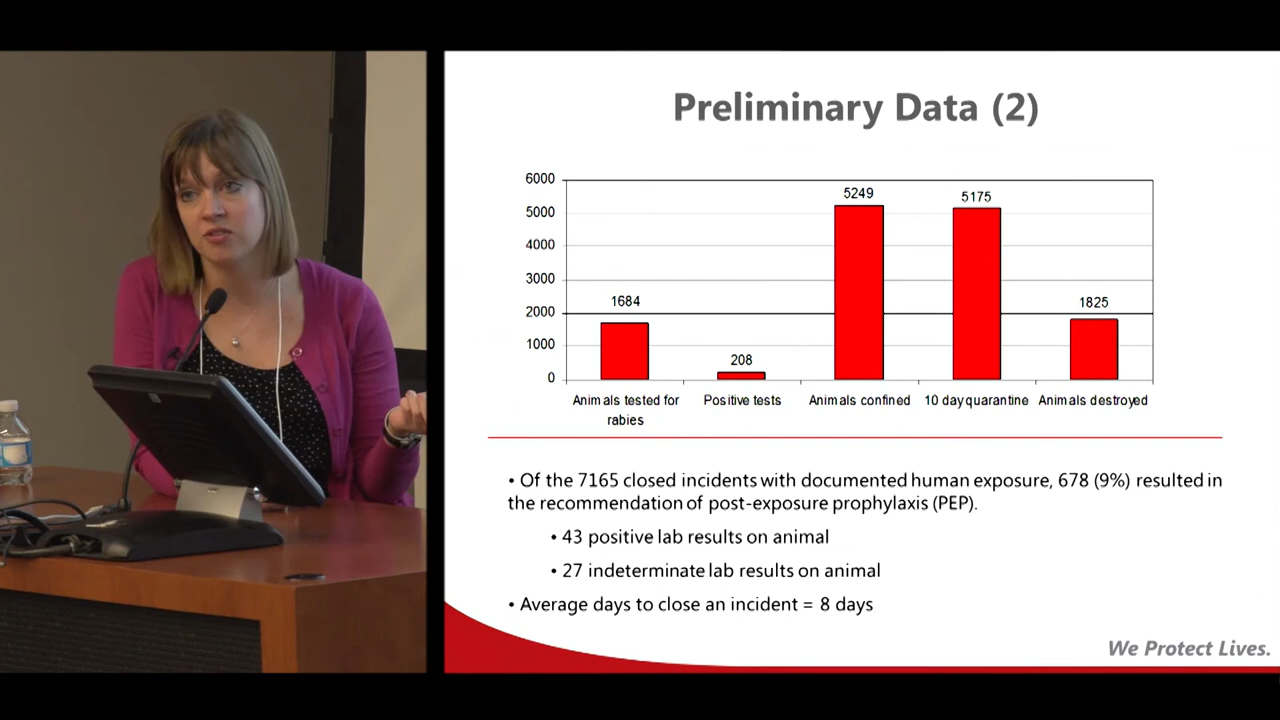 Preliminary Data (2)
6000
5000
4000
3000
2000
1000
0
1684
208
5249
5175
1825
Animals tested for
rabies
Positive tests
Animals confined
10 day quarantine
Animals destroyed
• Of the 7165 closed incidents with documented human exposure, 678 (9%) resulted in
the recommendation of post-exposure prophylaxis (PEP).
• 43 positive lab results on animal
• 27 indeterminate lab results on animal
• Average days to close an incident = 8 days
We Protect Lives.